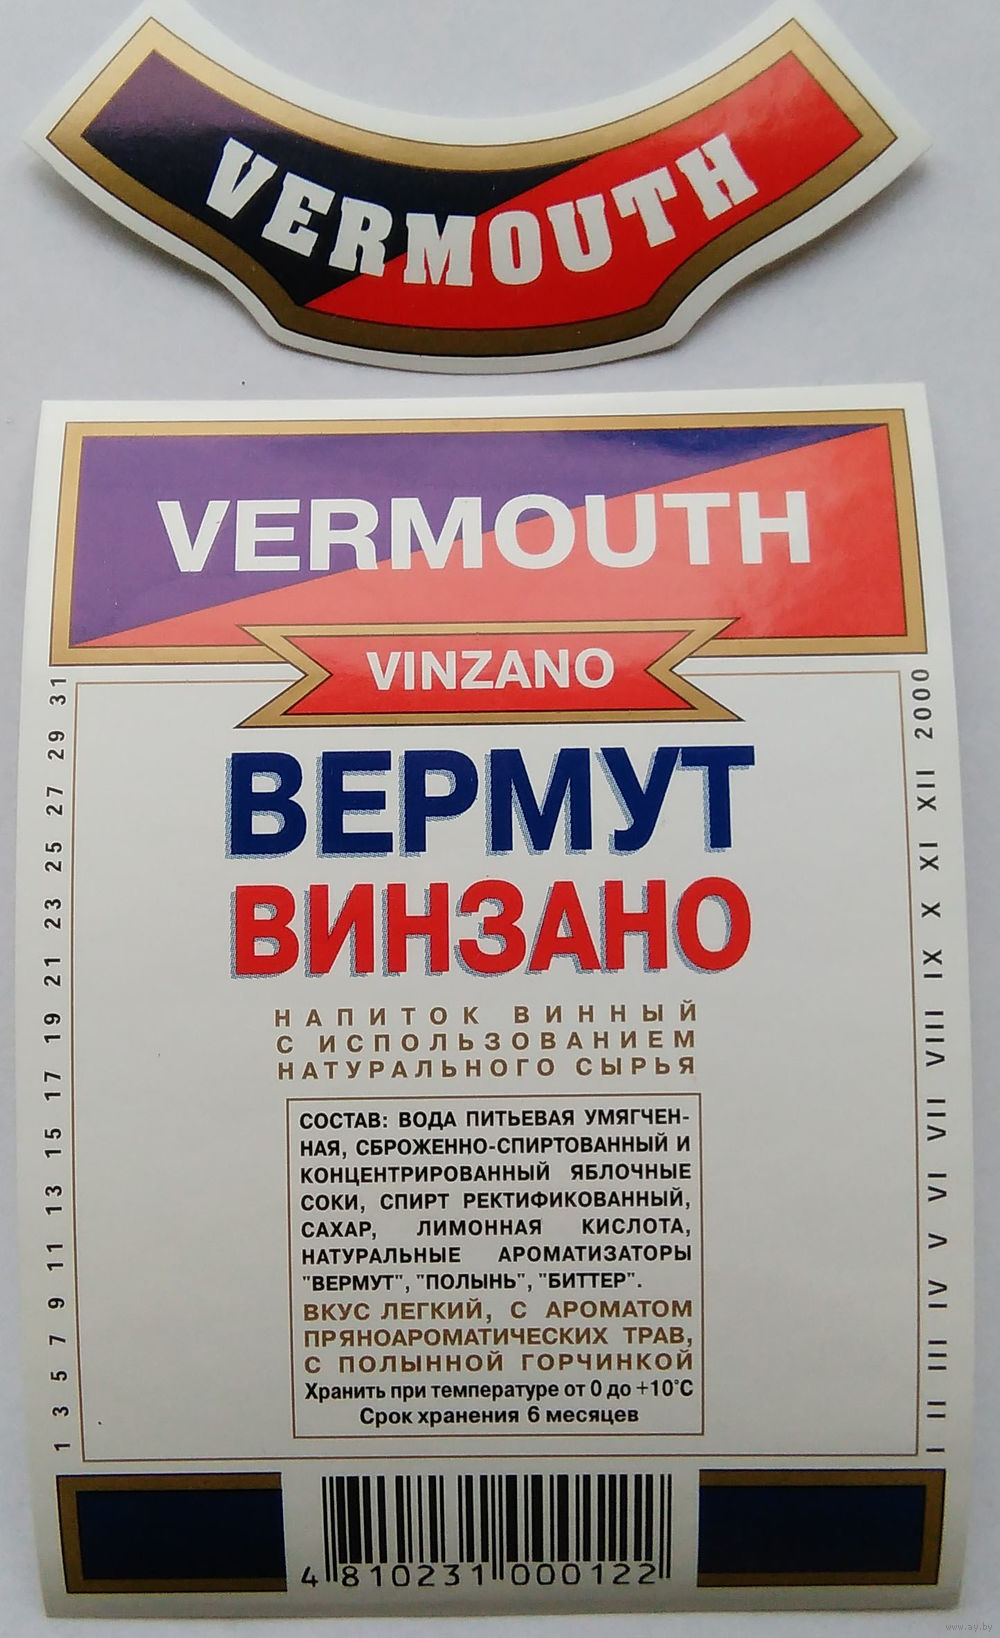 VERMOUTH
VERMOUTH
VINZANO
ВЕРМУТ
ВИНЗАНО
НАПИТОК ВИННЫЙ
С ИСПОЛЬЗОВАНИЕМ
НАТУРАЛЬНОГО СЫРЬЯ
СОСТАВ: ВОДА ПИТЬЕВАЯ УМЯГЧЕН-
НАЯ, СБРОЖЕННО-СПИРТОВАННЫЙ И
КОНЦЕНТРИРОВАННЫЙ ЯБЛОЧНЫЕ
СОКИ, СПИРТ РЕКТИФИКОВАННЫЙ,
САХАР, ЛИМОННАЯ КИСЛОТА,
НАТУРАЛЬНЫЕ АРОМАТИЗАТОРЫ
"ВЕРМУТ", "ПОЛЫНЬ", "БИТТЕР".
ВКУС ЛЕГКИЙ, С АРОМАТОМ
ПРЯНОАРОМАТИЧЕСКИХ ТРАВ,
С ПОЛЫННОЙ ГОРЧИНКОЙ
Хранить при температуре от 0 до +10°С
Срок хранения 6 месяцев
1 3 5 7 9 11 13 15 17 19 21 23 25 27 29 31
I II III IV V VI VII VIII IX X XI XII 2000
4 810231 000122
www.ay.by